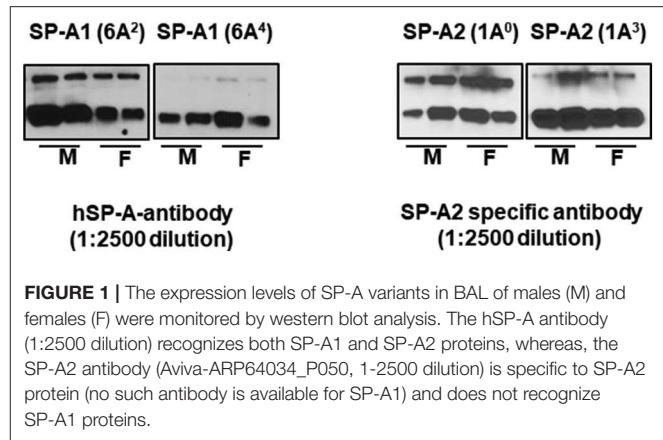 SP-A1 (6A²) SP-A1 (6A⁴) SP-A2 (1A⁰) SP-A2 (1A³)
M F M F M F M F
hSP-A-antibody
(1:2500 dilution)
SP-A2 specific antibody
(1:2500 dilution)
FIGURE 1 | The expression levels of SP-A variants in BAL of males (M) and
females (F) were monitored by western blot analysis. The hSP-A antibody
(1:2500 dilution) recognizes both SP-A1 and SP-A2 proteins, whereas, the
SP-A2 antibody (Aviva-ARP64034_P050, 1-2500 dilution) is specific to SP-A2
protein (no such antibody is available for SP-A1) and does not recognize
SP-A1 proteins.